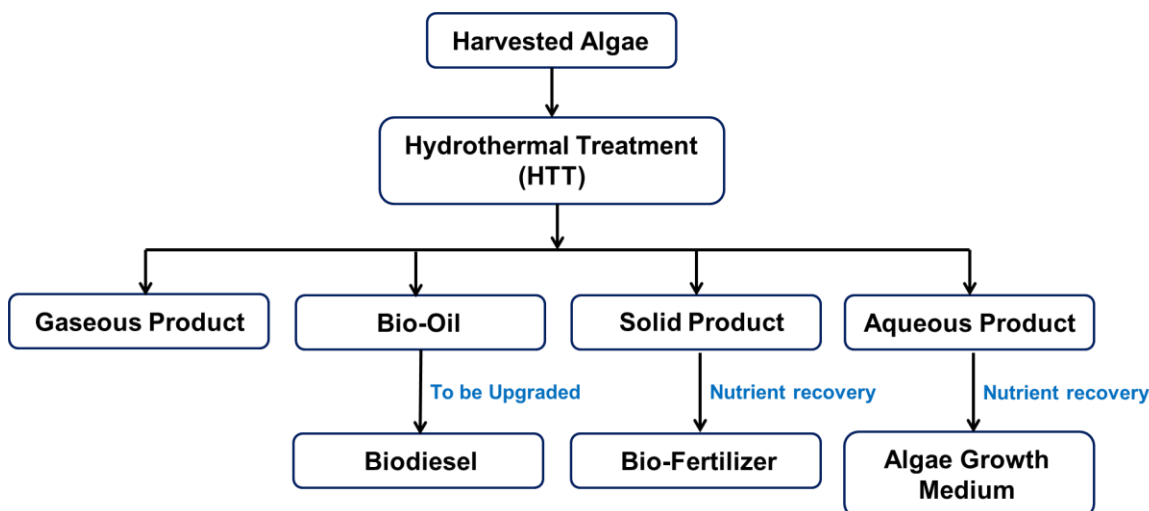 Harvested Algae
Hydrothermal Treatment
(HTT)
Gaseous Product
Bio-Oil
Solid Product
Aqueous Product
To be Upgraded
Nutrient recovery
Nutrient recovery
Biodiesel
Bio-Fertilizer
Algae Growth
Medium